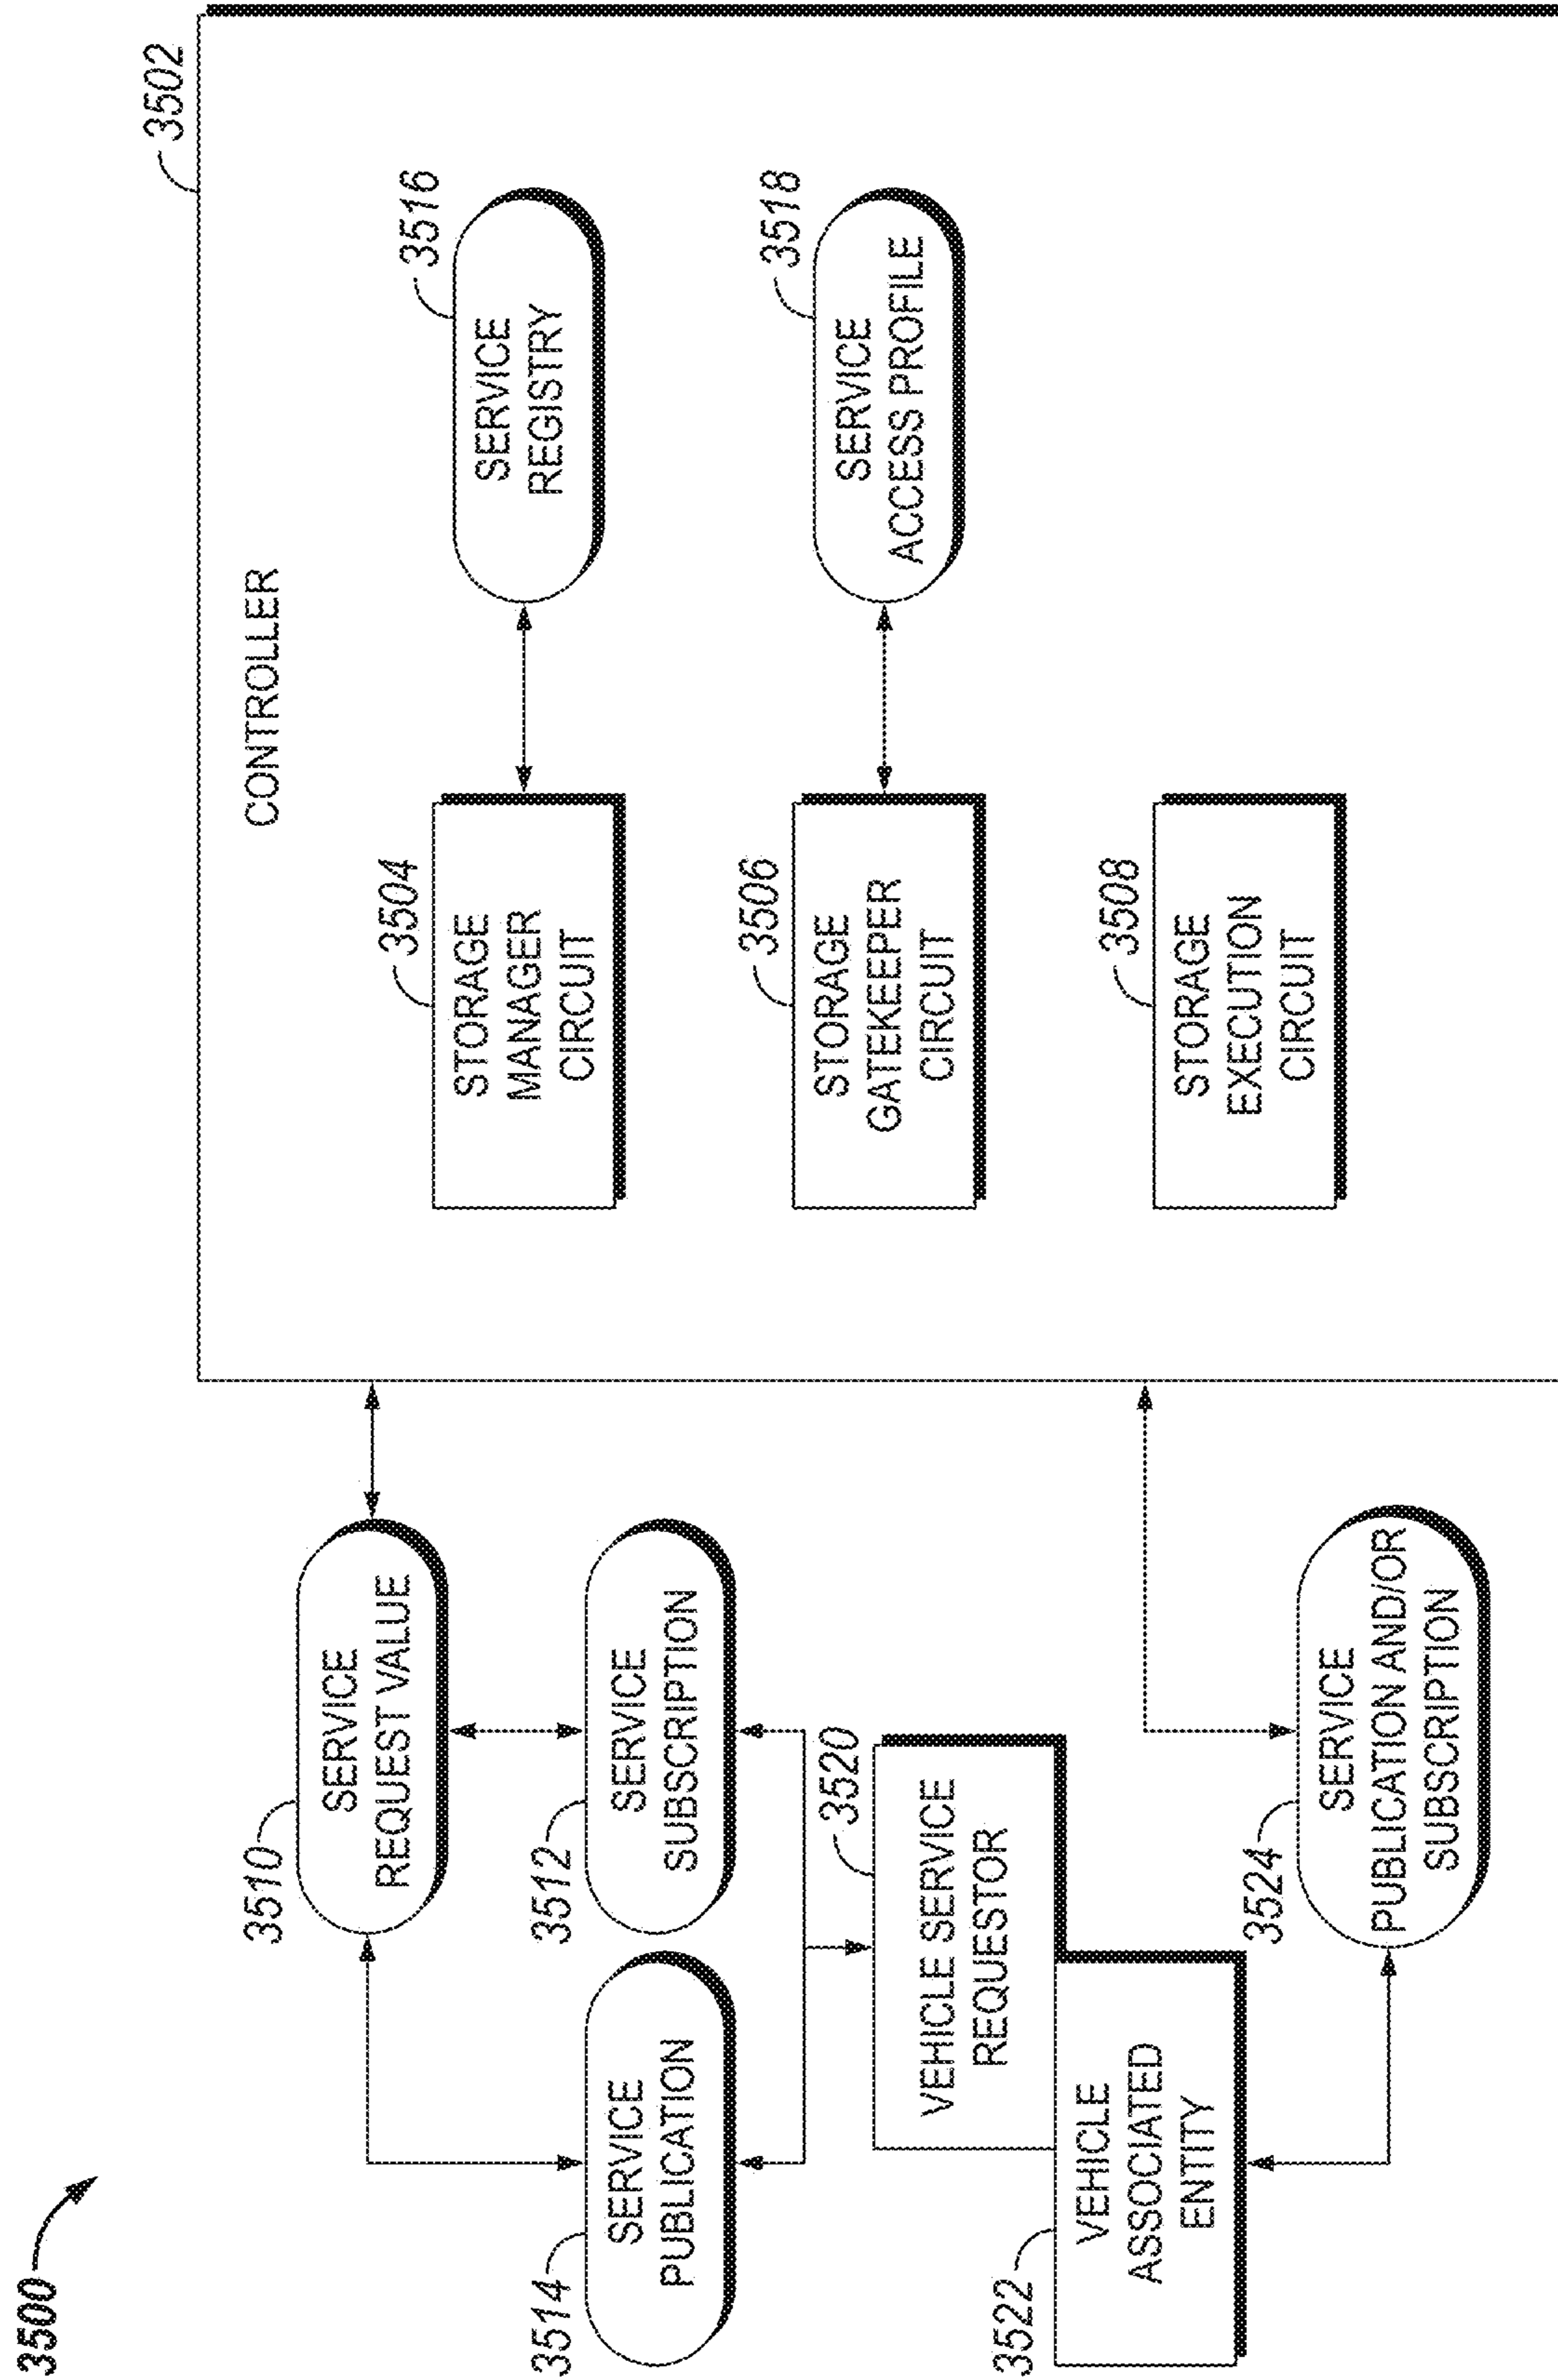 3500
3502
CONTROLLER
3510
SERVICE
REQUEST VALUE
3504
STORAGE
MANAGER
CIRCUIT
3516
SERVICE
REGISTRY
3514
SERVICE
PUBLICATION
3512
SERVICE
SUBSCRIPTION
3506
STORAGE
GATEKEEPER
CIRCUIT
3518
SERVICE
ACCESS PROFILE
3520
VEHICLE SERVICE
REQUESTOR
3522
VEHICLE
ASSOCIATED
ENTITY
3508
STORAGE
EXECUTION
CIRCUIT
3524
SERVICE
PUBLICATION AND/OR
SUBSCRIPTION